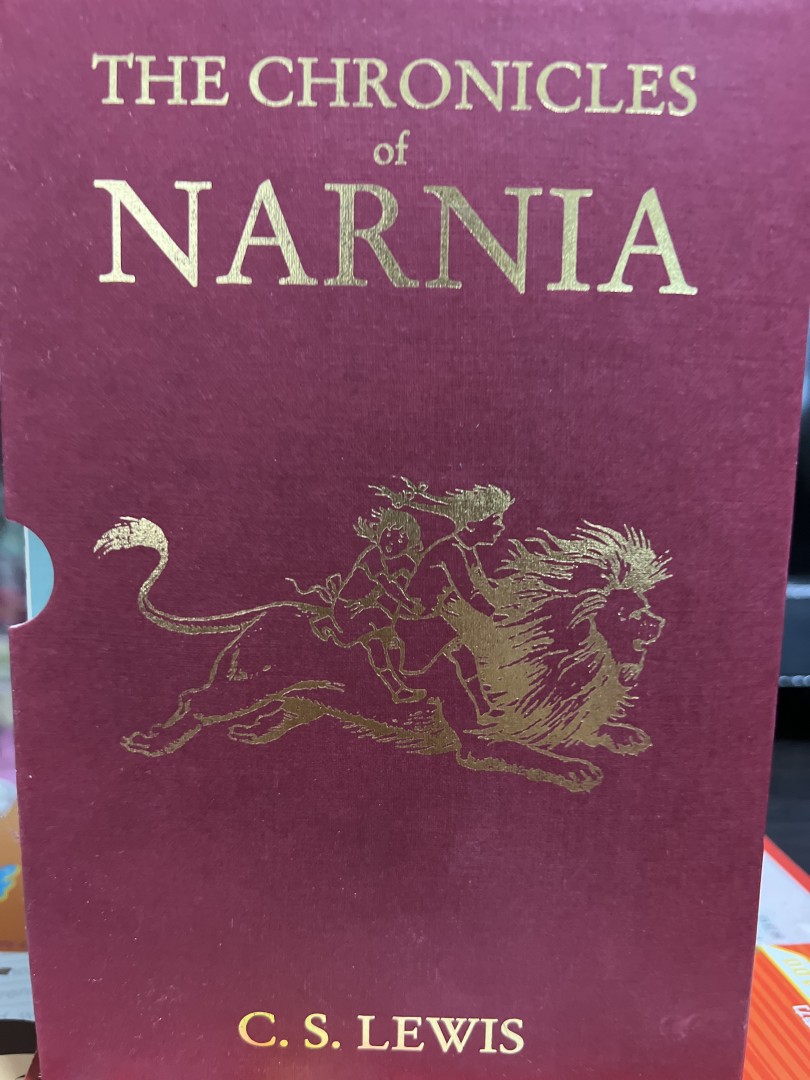 THE CHRONICLES
of
NARNIA
C. S. LEWIS